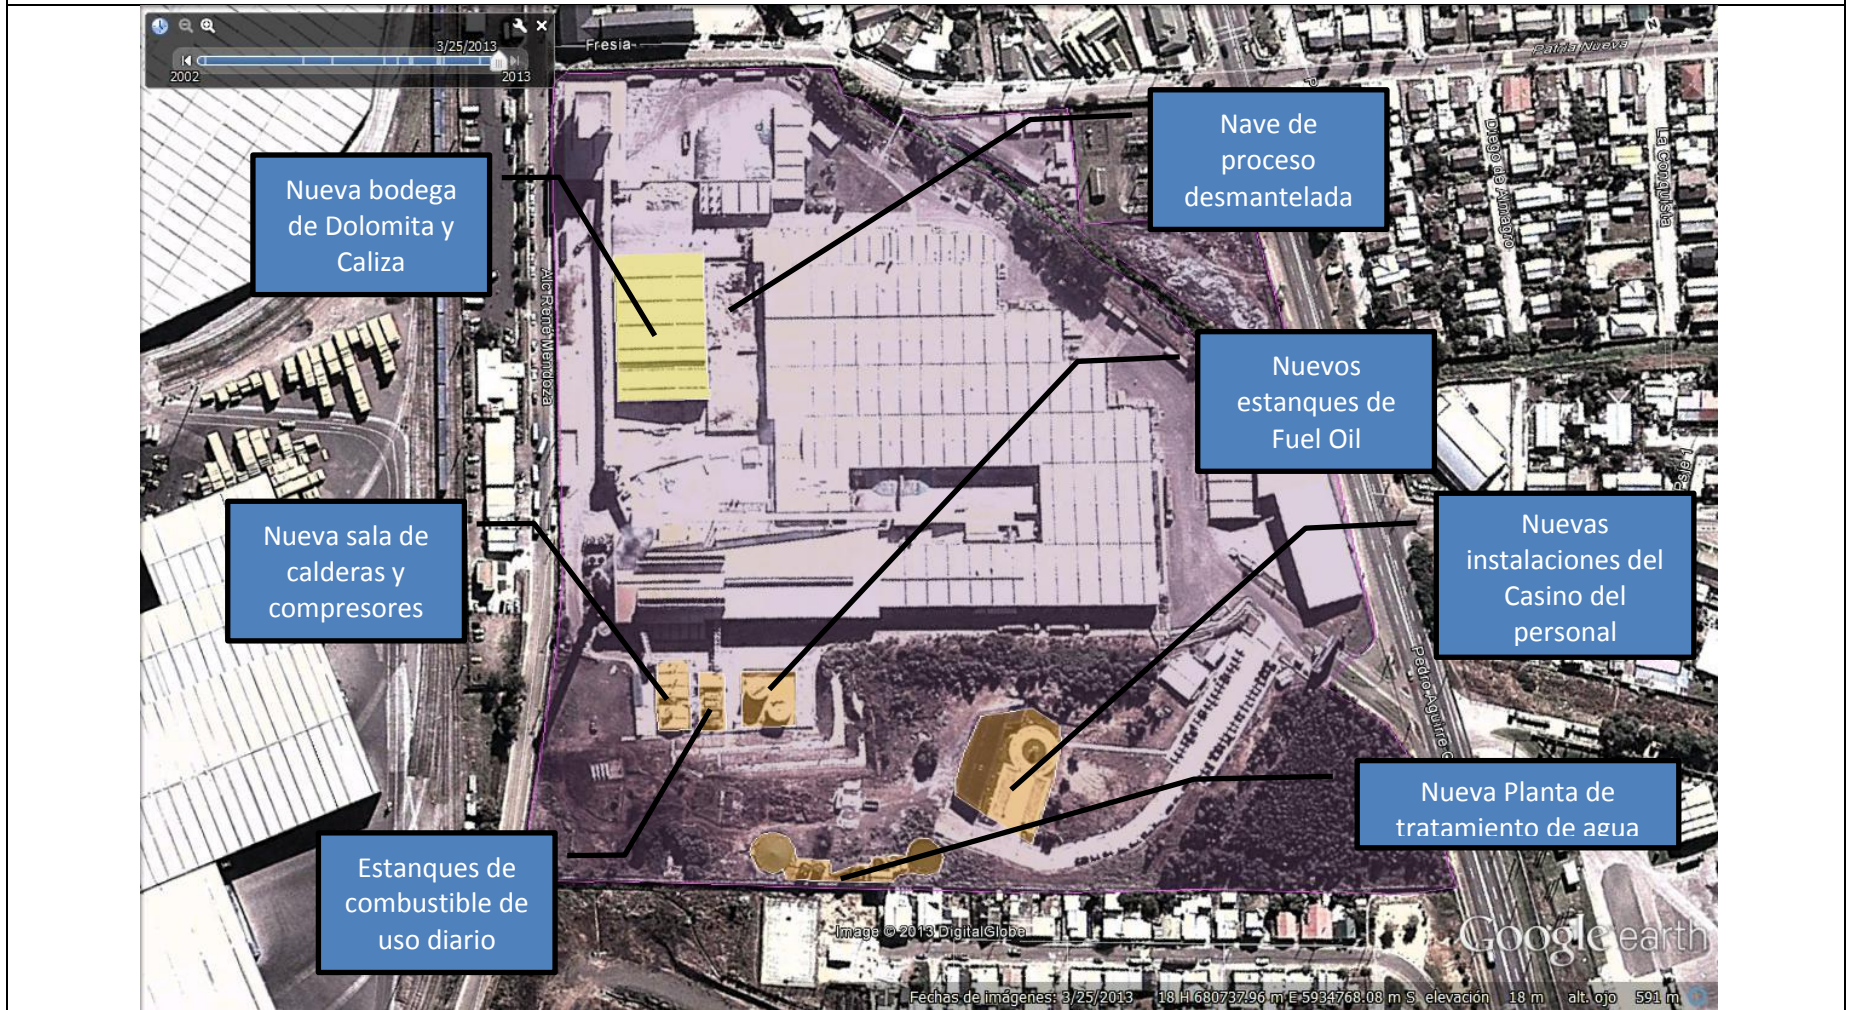 3/25/2013
2002
2013
Fresia
Patria Nueva
Nave de
proceso
desmantelada
Diego de Almagro
La Conquista
Nueva bodega
de Dolomita y
Caliza
Alc René Mendoza
Nuevos
estanques de
Fuel Oil
Psje 1
Nueva sala de
calderas y
compresores
Nuevas
instalaciones del
Casino del
personal
Pedro Aguirre C
Nueva Planta de
tratamiento de agua
Estanques de
combustible de
uso diario
Image © 2013 DigitalGlobe
Google earth
Fechas de imágenes: 3/25/2013 18 H 680737.96 m E 5934768.08 m S elevación 18 m alt. ojo 591 m